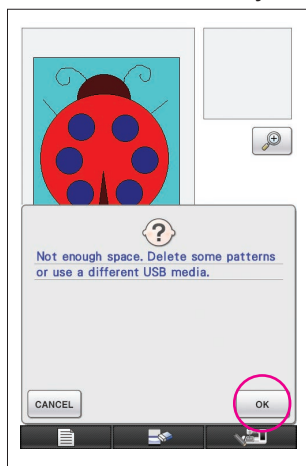 ?
Not enough space. Delete some patterns
or use a different USB media.
CANCEL
OK